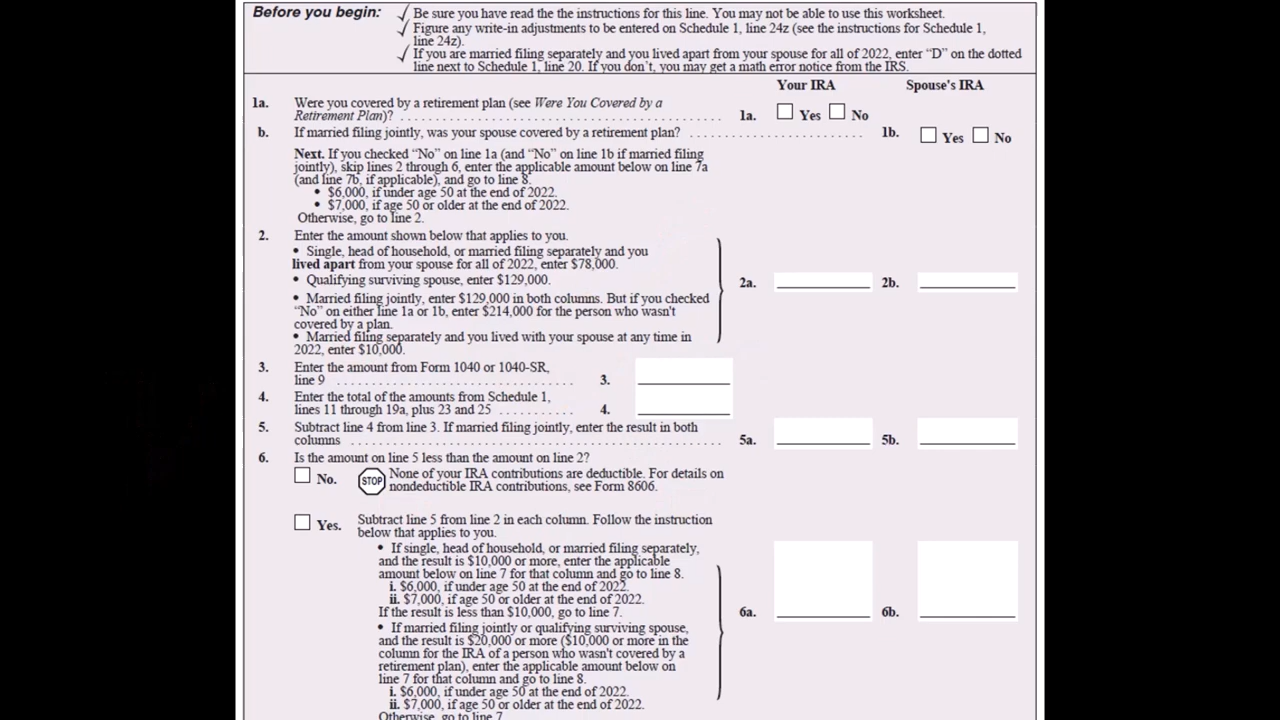 Before you begin: √ Be sure you have read the the instructions for this line. You may not be able to use this worksheet.
√ Figure any write-in adjustments to be entered on Schedule 1, line 24z (see the instructions for Schedule 1,
line 24z).
√ If you are married filing separately and you lived apart from your spouse for all of 2022, enter “D” on the dotted
line next to Schedule 1, line 20. If you don’t, you may get a math error notice from the IRS.
Your IRA Spouse's IRA
1a. Were you covered by a retirement plan (see Were You Covered by a
Retirement Plan)? 1a. Yes No
b. If married filing jointly, was your spouse covered by a retirement plan? 1b. Yes No
Next. If you checked “No” on line 1a (and “No” on line 1b if married filing
jointly), skip lines 2 through 6, enter the applicable amount below on line 7a
(and line 7b, if applicable), and go to line 8.
• $6,000, if under age 50 at the end of 2022.
• $7,000, if age 50 or older at the end of 2022.
Otherwise, go to line 2.
2. Enter the amount shown below that applies to you.
• Single, head of household, or married filing separately and you
lived apart from your spouse for all of 2022, enter $78,000.
• Qualifying surviving spouse, enter $129,000. 2a. 2b.
• Married filing jointly, enter $129,000 in both columns. But if you checked
“No” on either line 1a or 1b, enter $214,000 for the person who wasn't
covered by a plan.
• Married filing separately and you lived with your spouse at any time in
2022, enter $10,000.
3. Enter the amount from Form 1040 or 1040-SR,
line 9 3.
4. Enter the total of the amounts from Schedule 1,
lines 11 through 19a, plus 23 and 25 4.
5. Subtract line 4 from line 3. If married filing jointly, enter the result in both
columns 5a. 5b.
6. Is the amount on line 5 less than the amount on line 2?
No. STOP None of your IRA contributions are deductible. For details on
nondeductible IRA contributions, see Form 8606.
Yes. Subtract line 5 from line 2 in each column. Follow the instruction
below that applies to you.
• If single, head of household, or married filing separately,
and the result is $10,000 or more, enter the applicable
amount below on line 7 for that column and go to line 8.
i. $6,000, if under age 50 at the end of 2022.
ii. $7,000, if age 50 or older at the end of 2022.
If the result is less than $10,000, go to line 7. 6a. 6b.
• If married filing jointly or qualifying surviving spouse,
and the result is $20,000 or more ($10,000 or more in the
column for the IRA of a person who wasn't covered by a
retirement plan), enter the applicable amount below on
line 7 for that column and go to line 8.
i. $6,000, if under age 50 at the end of 2022.
ii. $7,000, if age 50 or older at the end of 2022.
Otherwise, go to line 7.